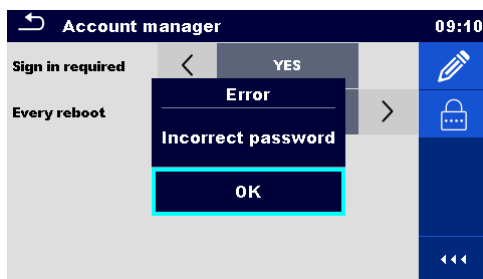 Account manager 09:10
Sign in required YES
Error
Every reboot
Incorrect password
OK